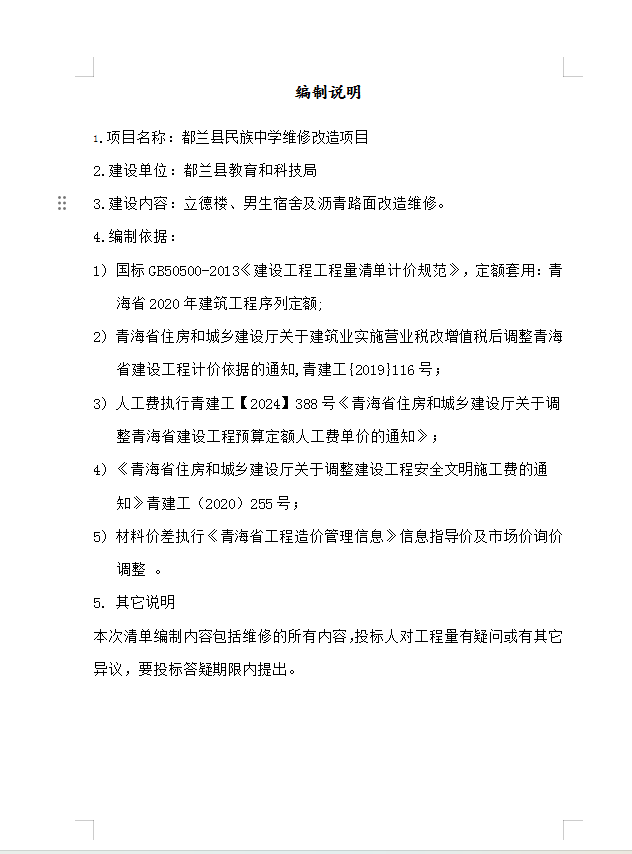 编制说明
1.项目名称：都兰县民族中学维修改造项目
2.建设单位：都兰县教育和科技局
3.建设内容：立德楼、男生宿舍及沥青路面改造维修。
4.编制依据：
1）国标 GB50500-2013《建设工程工程量清单计价规范》，定额套用：青
海省 2020 年建筑工程序列定额;
2）青海省住房和城乡建设厅关于建筑业实施营业税改增值税后调整青海
省建设工程计价依据的通知,青建工{2019}116 号；
3）人工费执行青建工【2024】388 号《青海省住房和城乡建设厅关于调
整青海省建设工程预算定额人工费单价的通知》；
4）《青海省住房和城乡建设厅关于调整建设工程安全文明施工费的通
知》青建工（2020）255 号；
5）材料价差执行《青海省工程造价管理信息》信息指导价及市场价询价
调整 。
5. 其它说明
本次清单编制内容包括维修的所有内容,投标人对工程量有疑问或有其它
异议，要投标答疑期限内提出。